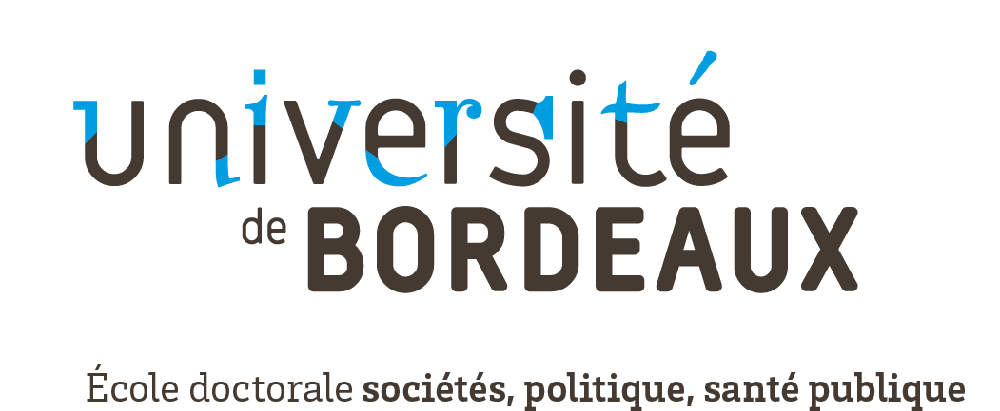 université
de BORDEAUX
École doctorale sociétés, politique, santé publique